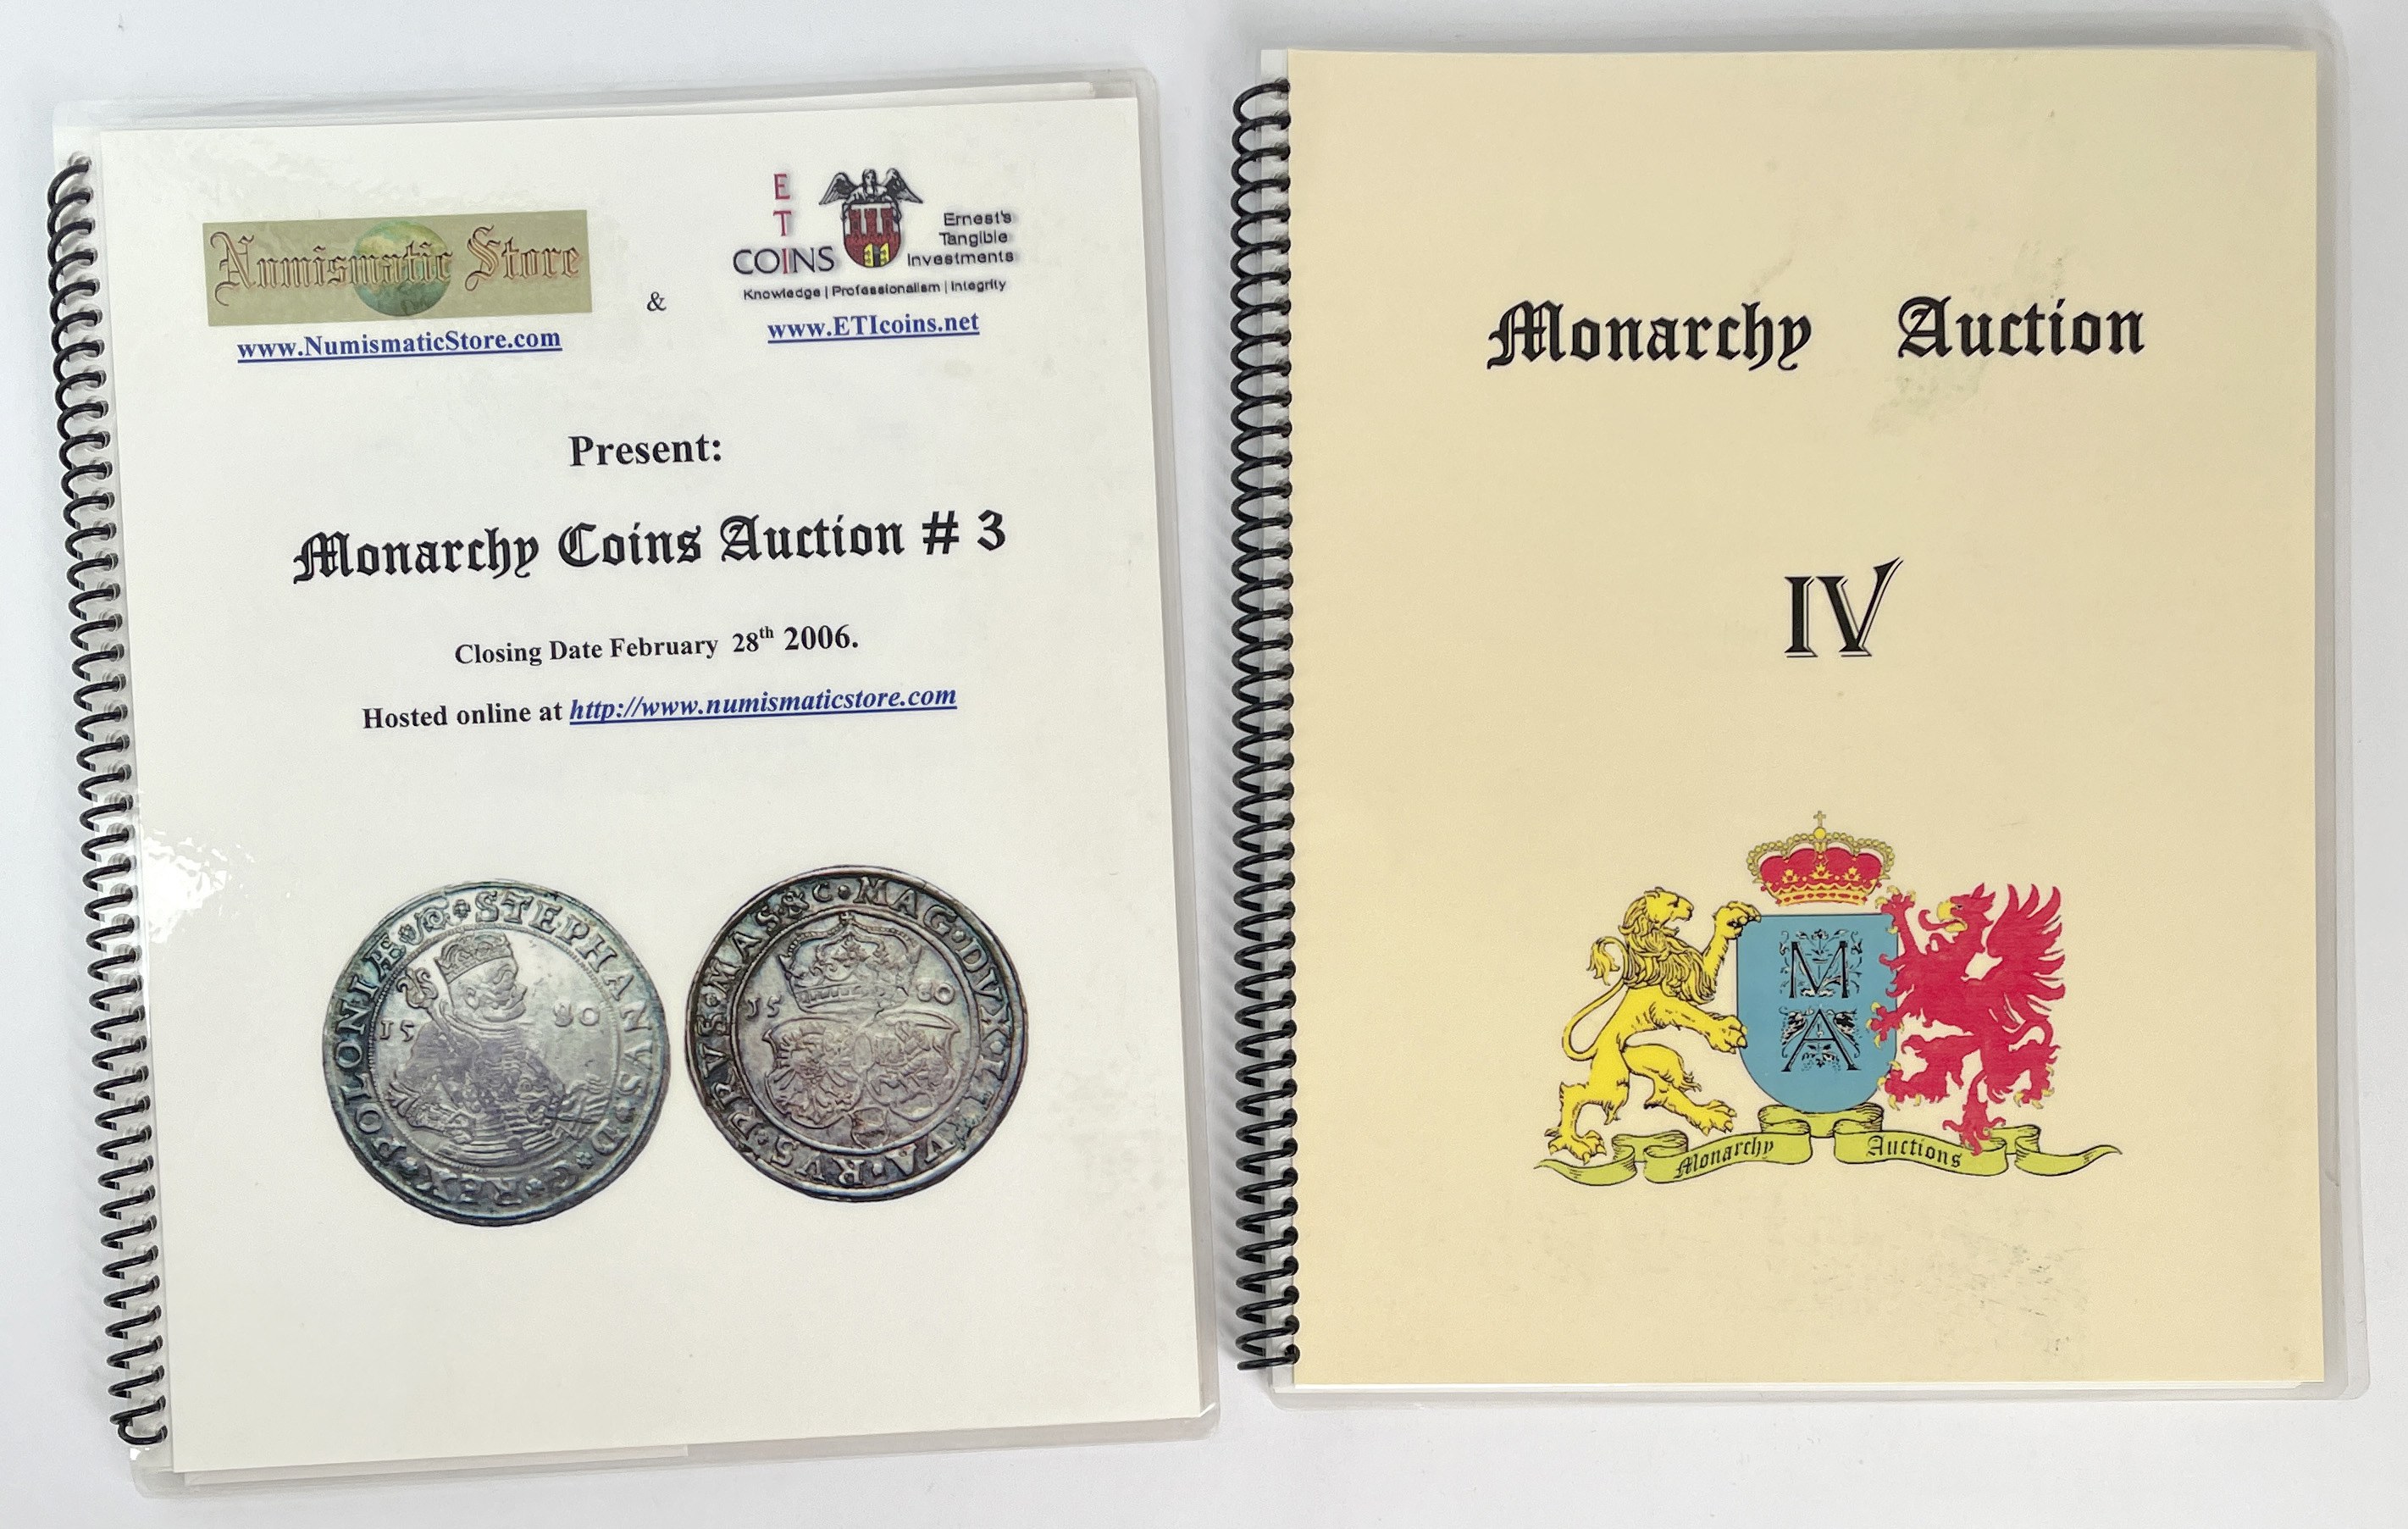 Numismatic Store
www.NumismaticStore.com
&
E
T
COINS
Ernest's
Tangible
Investments
Knowledge | Professionalism | Integrity
www.ETIcoins.net
Present:
Monarchy Coins Auction # 3
Closing Date February 28th 2006.
Hosted online at http://www.numismaticstore.com
STEPHANVS·D·G·REX·POLONIÆ
15 80
MAG·DVX·LITVA·RVS·PRVS·MAS·&C·
15 80
Monarchy Auction
IV
M
A
Monarchy Auctions